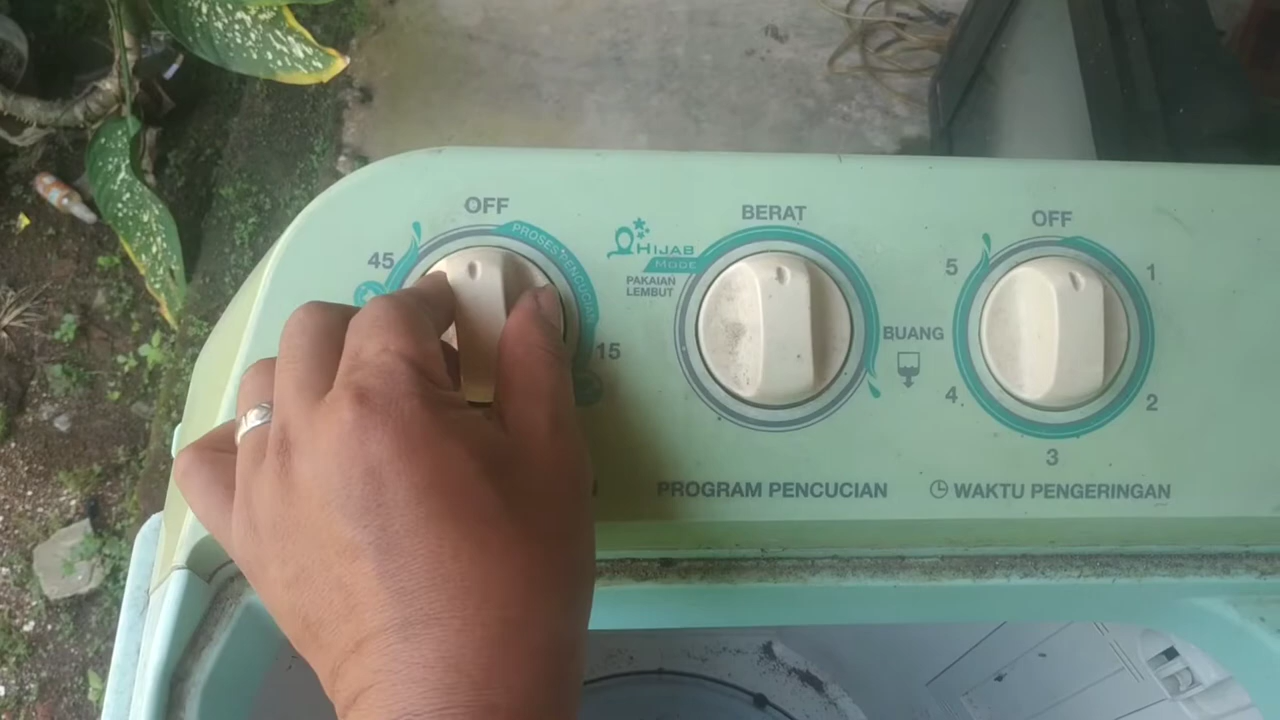 OFF
45
PROSES PENCUCIAN
15
HIJAB
MODE
PAKAIAN
LEMBUT
BERAT
BUANG
PROGRAM PENCUCIAN
OFF
5
1
4
2
3
WAKTU PENGERINGAN